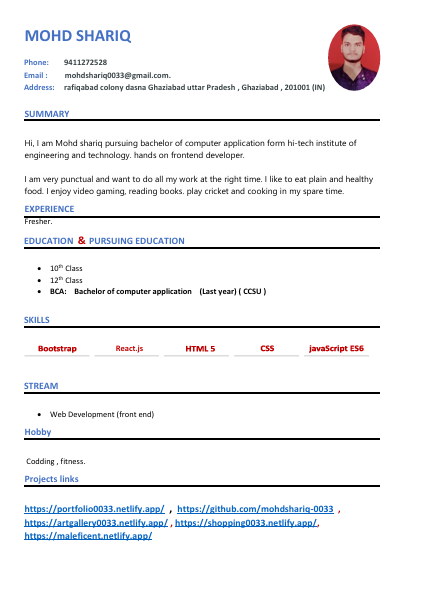 MOHD SHARIQ
Phone: 9411272528
Email : mohdshariq0033@gmail.com.
Address: rafiqabad colony dasna Ghaziabad uttar Pradesh , Ghaziabad , 201001 (IN)
SUMMARY
Hi, I am Mohd shariq pursuing bachelor of computer application form hi-tech institute of
engineering and technology. hands on frontend developer.
I am very punctual and want to do all my work at the right time. I like to eat plain and healthy
food. I enjoy video gaming, reading books. play cricket and cooking in my spare time.
EXPERIENCE
Fresher.
EDUCATION & PURSUING EDUCATION
• 10th Class
• 12th Class
• BCA: Bachelor of computer application (Last year) ( CCSU )
SKILLS
Bootstrap React.js HTML 5 CSS javaScript ES6
STREAM
• Web Development (front end)
Hobby
Codding , fitness.
Projects links
https://portfolio0033.netlify.app/ , https://github.com/mohdshariq-0033 ,
https://artgallery0033.netlify.app/ , https://shopping0033.netlify.app/,
https://maleficent.netlify.app/